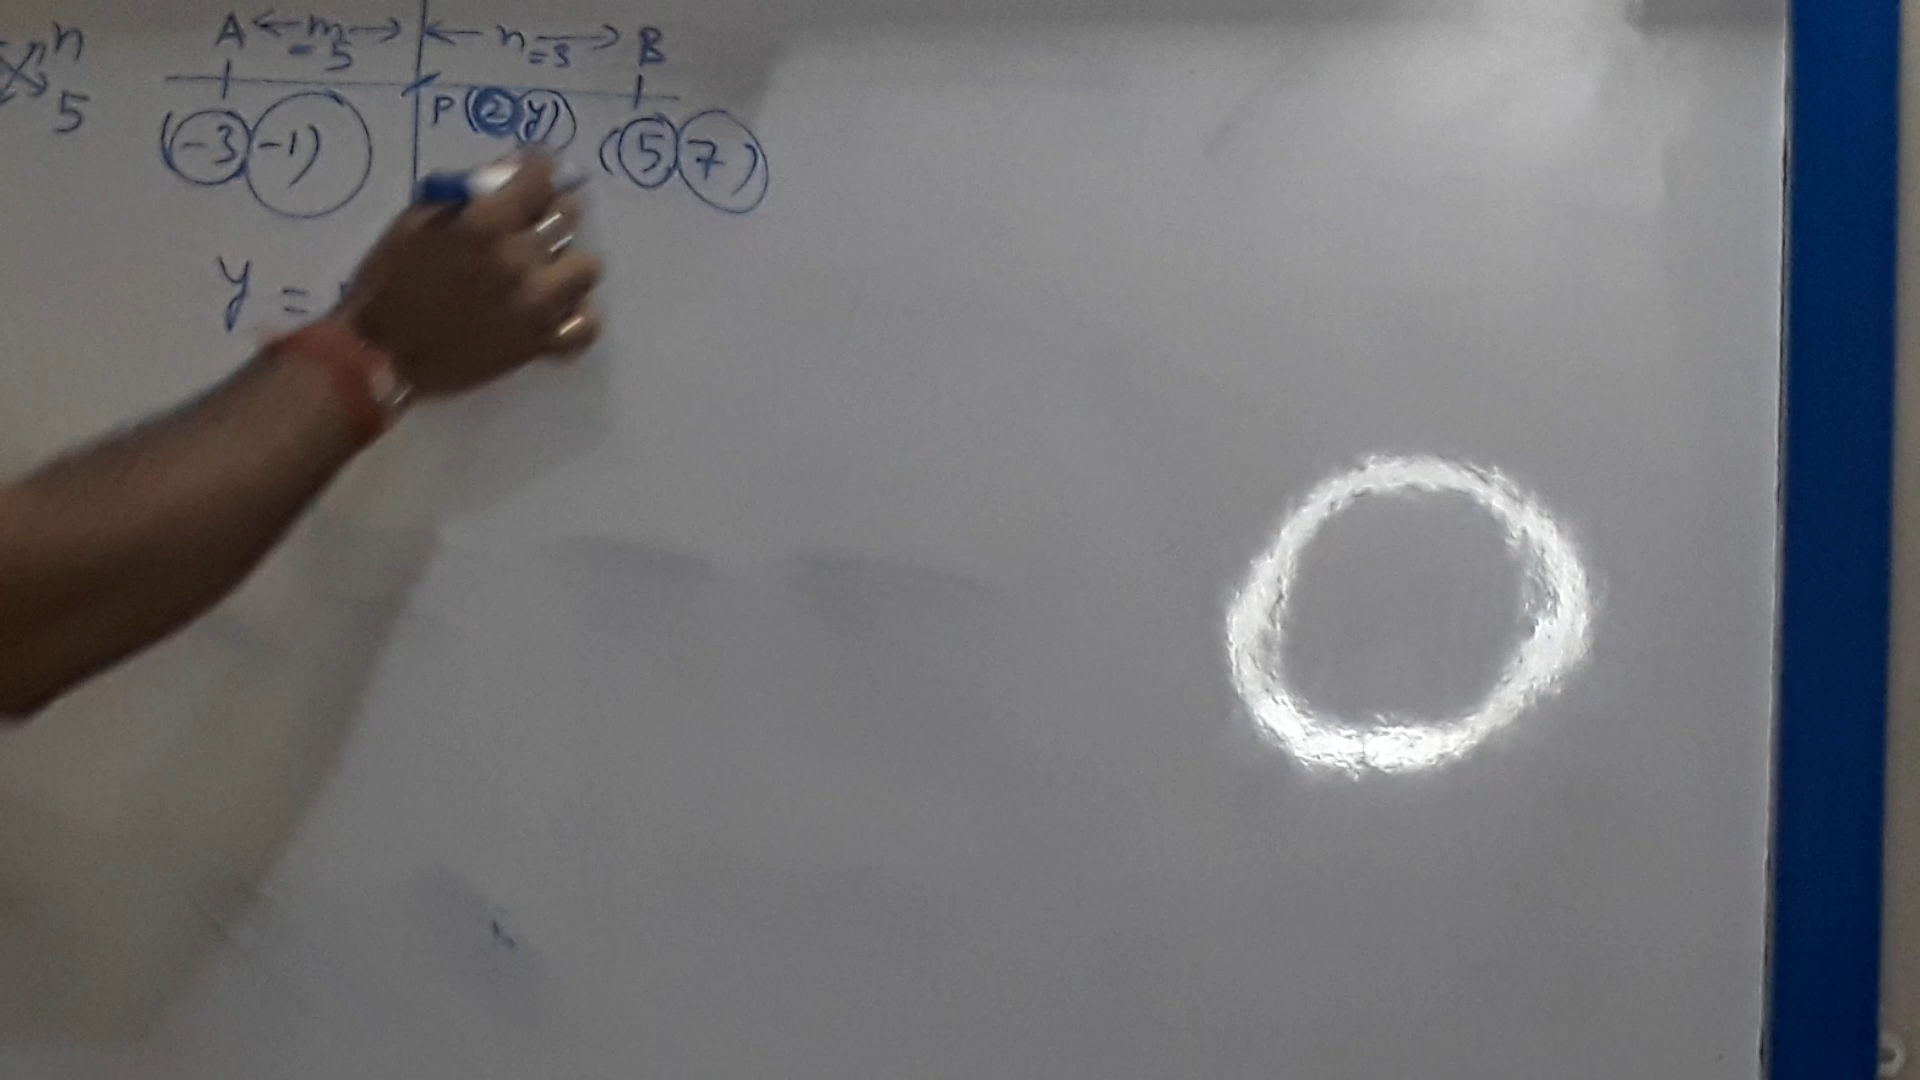 n
5
A ← m → ← n → B
= 5 = 3
(-3, -1) P(2, y) (5, 7)
y =